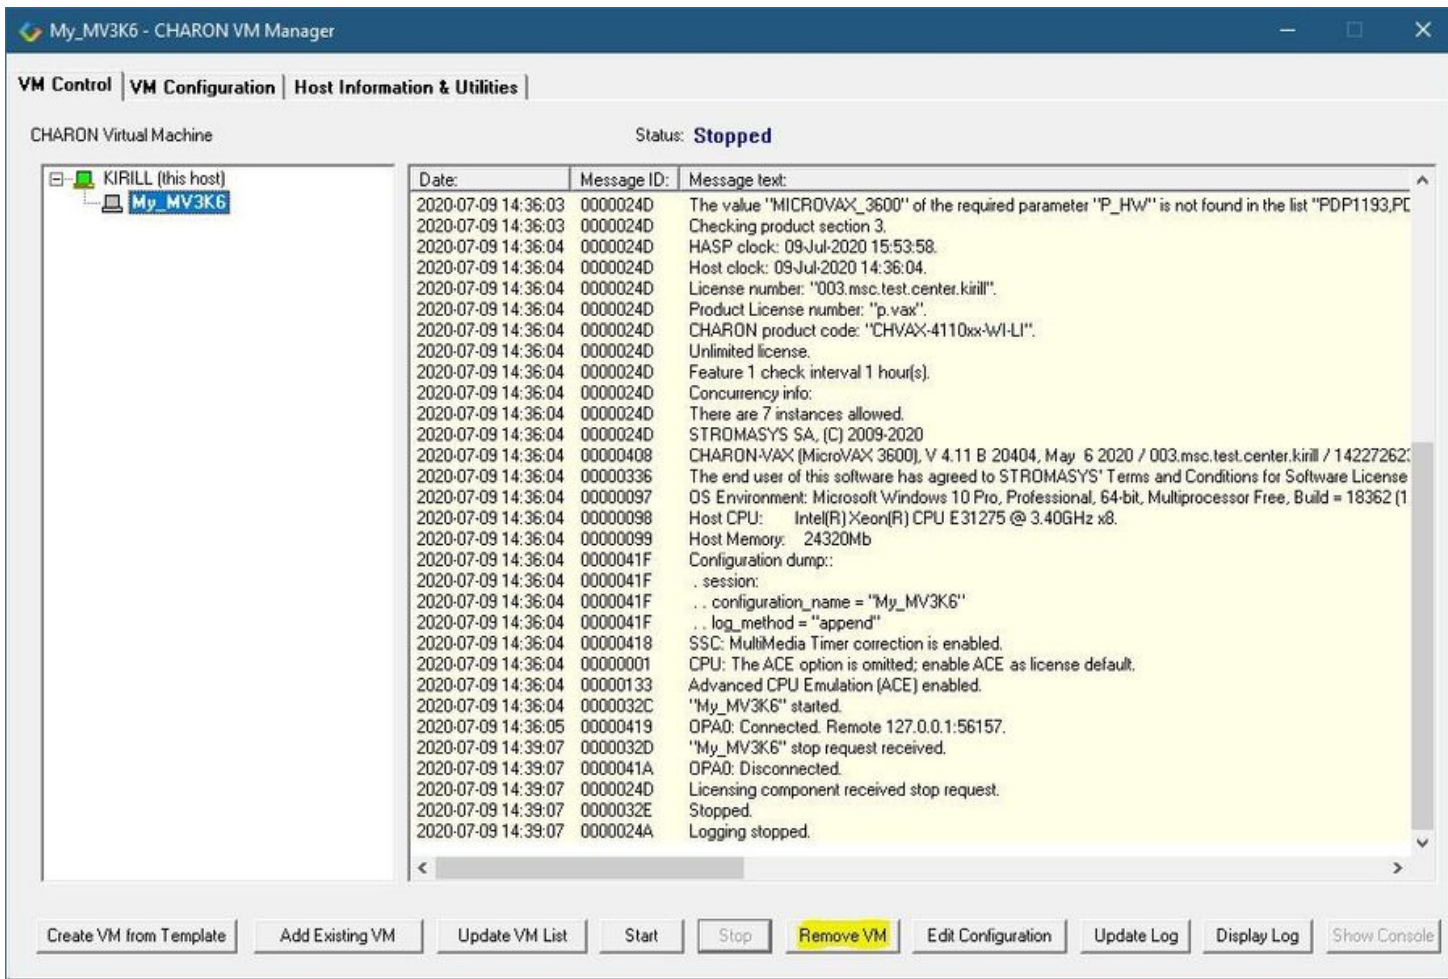 My_MV3K6 - CHARON VM Manager
VM Control VM Configuration Host Information & Utilities
CHARON Virtual Machine Status: Stopped
KIRILL (this host)
My_MV3K6
Date: Message ID: Message text:
2020-07-09 14:36:03 0000024D The value "MICROVAX_3600" of the required parameter "P_HW" is not found in the list "PDP1193,PD
2020-07-09 14:36:03 0000024D Checking product section 3.
2020-07-09 14:36:04 0000024D HASP clock: 09-Jul-2020 15:53:58.
2020-07-09 14:36:04 0000024D Host clock: 09-Jul-2020 14:36:04.
2020-07-09 14:36:04 0000024D License number: "003.msc.test.center.kirill".
2020-07-09 14:36:04 0000024D Product License number: "p.vax".
2020-07-09 14:36:04 0000024D CHARON product code: "CHVAX-4110xx-WI-LI".
2020-07-09 14:36:04 0000024D Unlimited license.
2020-07-09 14:36:04 0000024D Feature 1 check interval 1 hour(s).
2020-07-09 14:36:04 0000024D Concurrency info:
2020-07-09 14:36:04 0000024D There are 7 instances allowed.
2020-07-09 14:36:04 0000024D STROMASYS SA, (C) 2009-2020
2020-07-09 14:36:04 00000408 CHARON-VAX (MicroVAX 3600), V 4.11 B 20404, May 6 2020 / 003.msc.test.center.kirill / 142272623
2020-07-09 14:36:04 00000336 The end user of this software has agreed to STROMASYS' Terms and Conditions for Software License
2020-07-09 14:36:04 00000097 OS Environment: Microsoft Windows 10 Pro, Professional, 64-bit, Multiprocessor Free, Build = 18362 (1
2020-07-09 14:36:04 00000098 Host CPU: Intel(R) Xeon(R) CPU E31275 @ 3.40GHz x8.
2020-07-09 14:36:04 00000099 Host Memory: 24320Mb
2020-07-09 14:36:04 0000041F Configuration dump::
2020-07-09 14:36:04 0000041F . session:
2020-07-09 14:36:04 0000041F . . configuration_name = "My_MV3K6"
2020-07-09 14:36:04 0000041F . . log_method = "append"
2020-07-09 14:36:04 00000418 SSC: MultiMedia Timer correction is enabled.
2020-07-09 14:36:04 00000001 CPU: The ACE option is omitted; enable ACE as license default.
2020-07-09 14:36:04 00000133 Advanced CPU Emulation (ACE) enabled.
2020-07-09 14:36:04 0000032C "My_MV3K6" started.
2020-07-09 14:36:05 00000419 OPA0: Connected. Remote 127.0.0.1:56157.
2020-07-09 14:39:07 0000032D "My_MV3K6" stop request received.
2020-07-09 14:39:07 0000041A OPA0: Disconnected.
2020-07-09 14:39:07 0000024D Licensing component received stop request.
2020-07-09 14:39:07 0000032E Stopped.
2020-07-09 14:39:07 0000024A Logging stopped.
Create VM from Template Add Existing VM Update VM List Start Stop Remove VM Edit Configuration Update Log Display Log Show Console